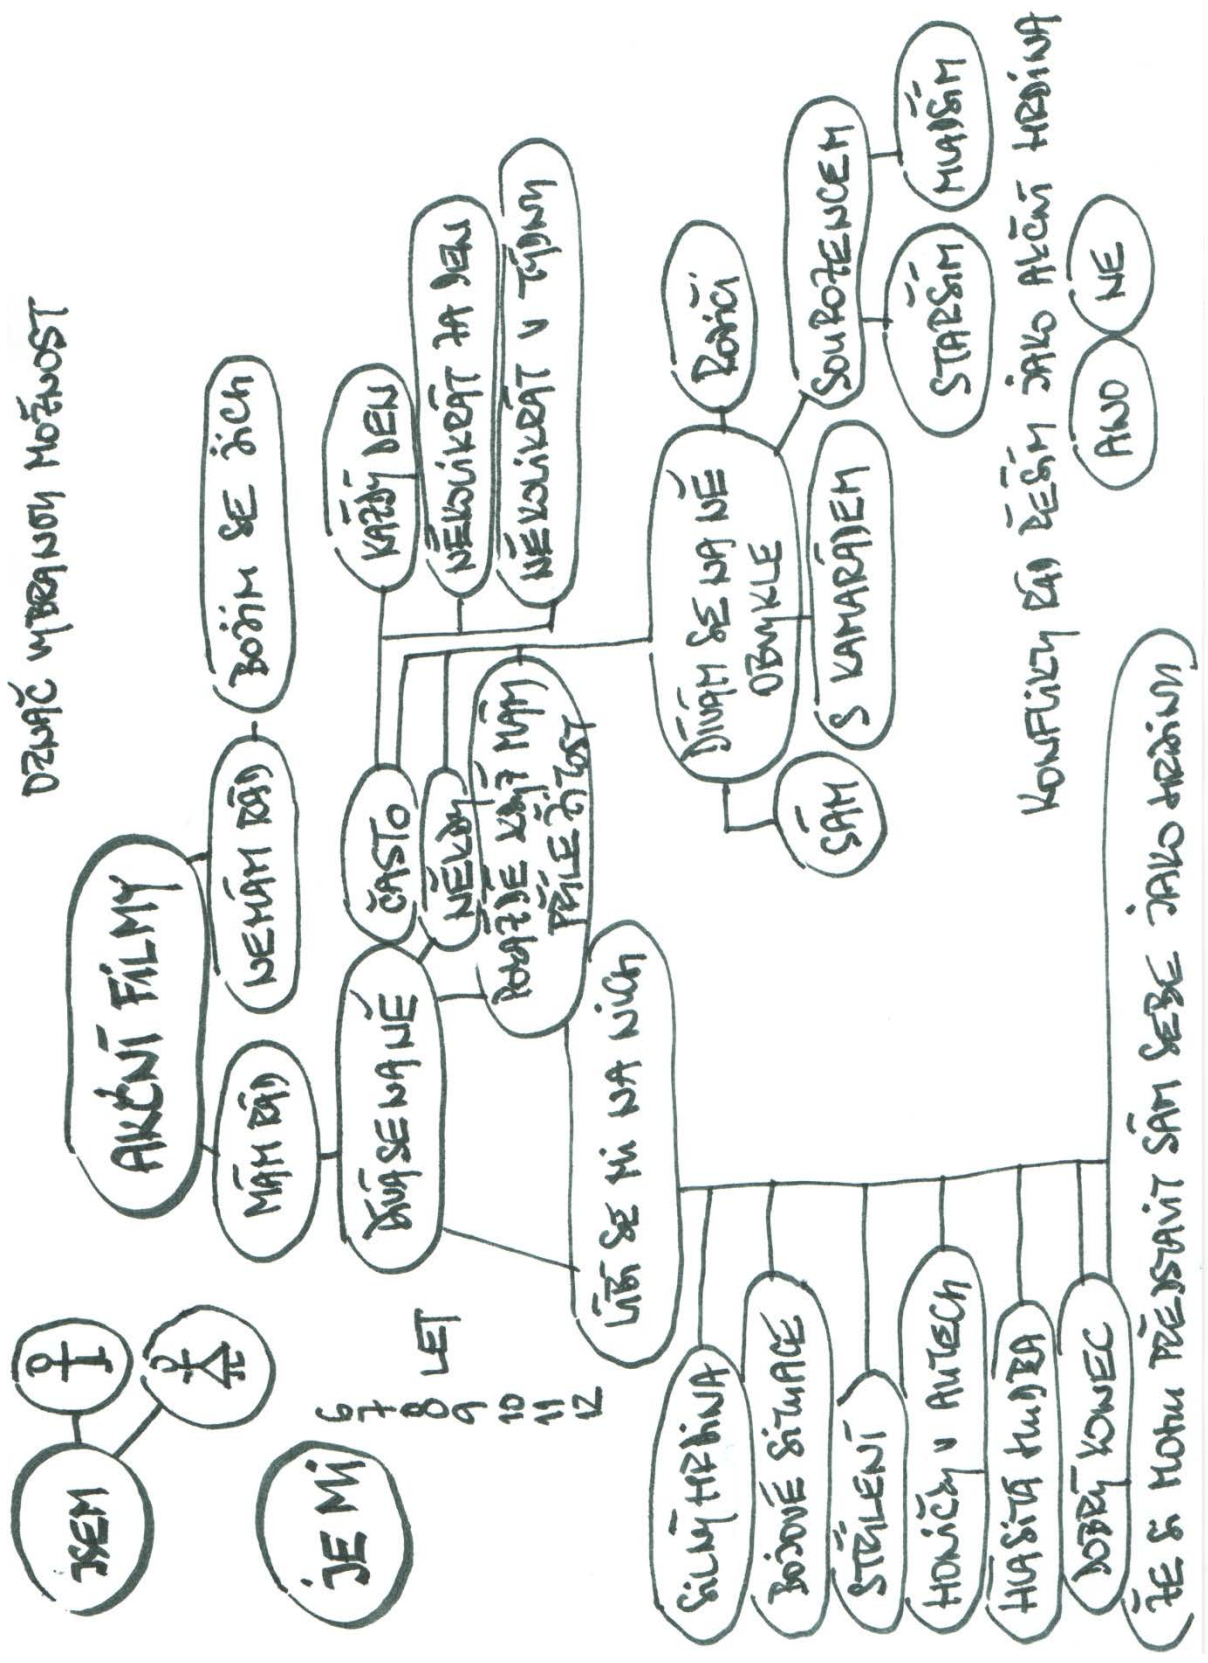 OZNAČ VYBRANOU MOŽNOST
JSEM
JE MI
6
7
8
9
10
11
12
LET
AKČNÍ FILMY
MÁM RÁD
NEMÁM RÁD
BOJÍM SE JICH
DÍVÁ SE NA NĚ
ČASTO
NĚKDY
POKAŽDÉ KDYŽ MÁM
PŘÍLEŽITOST
KAŽDÝ DEN
NĚKOLIKRÁT ZA DEN
NĚKOLIKRÁT V TÝDNU
LÍBÍ SE MI NA NICH
SILNÝ HRDINA
BOJOVÉ SITUACE
STŘÍLENÍ
HONIČKY V AUTECH
HLASITÁ HUDBA
DOBRÝ KONEC
ŽE SI MOHU PŘEDSTAVIT SÁM SEBE JAKO HRDINU
DÍVÁM SE NA NĚ
OBVYKLE
SÁM
S KAMARÁDEM
RODIČI
SOUROZENCEM
STARŠÍM
MLADŠÍM
KONFLIKTY RÁD ŘEŠÍM JAKO AKČNÍ HRDINA
ANO
NE